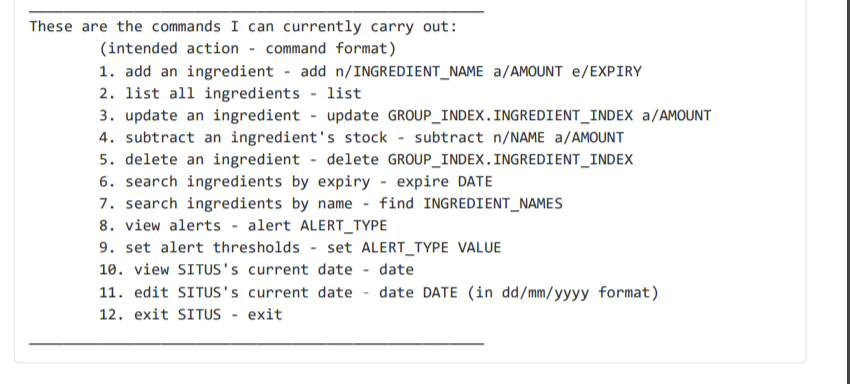 These are the commands I can currently carry out:
(intended action - command format)
1. add an ingredient - add n/INGREDIENT_NAME a/AMOUNT e/EXPIRY
2. list all ingredients - list
3. update an ingredient - update GROUP_INDEX.INGREDIENT_INDEX a/AMOUNT
4. subtract an ingredient's stock - subtract n/NAME a/AMOUNT
5. delete an ingredient - delete GROUP_INDEX.INGREDIENT_INDEX
6. search ingredients by expiry - expire DATE
7. search ingredients by name - find INGREDIENT_NAMES
8. view alerts - alert ALERT_TYPE
9. set alert thresholds - set ALERT_TYPE VALUE
10. view SITUS's current date - date
11. edit SITUS's current date - date DATE (in dd/mm/yyyy format)
12. exit SITUS - exit